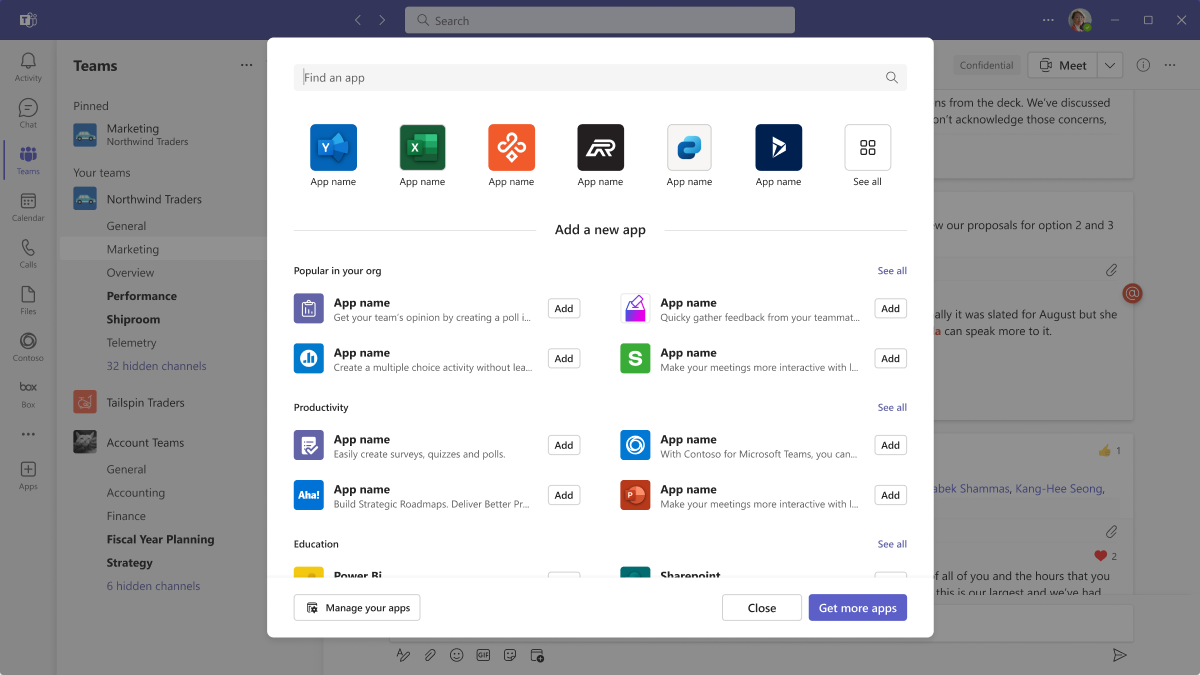 Search
Activity
Chat
Teams
Calendar
Calls
Files
Contoso
box
Box
Apps
Teams
Pinned
Marketing
Northwind Traders
Your teams
Northwind Traders
General
Marketing
Overview
Performance
Shiproom
Telemetry
32 hidden channels
Tailspin Traders
Account Teams
General
Accounting
Finance
Fiscal Year Planning
Strategy
6 hidden channels
Find an app
Y
X
App name
App name
App name
App name
App name
App name
See all
Add a new app
Popular in your org
See all
App name
Get your team's opinion by creating a poll i...
Add
App name
Quicky gather feedback from your teammat...
Add
App name
Create a multiple choice activity without lea...
Add
S
App name
Make your meetings more interactive with I...
Add
Productivity
See all
App name
Easily create surveys, quizzes and polls.
Add
App name
With Contoso for Microsoft Teams, you can...
Add
Aha!
App name
Build Strategic Roadmaps. Deliver Better Pr...
Add
P
App name
Make your meetings more interactive with I...
Add
Education
See all
Power Bi
Sharepoint
Manage your apps
Close
Get more apps
Confidential
Meet
from the deck. We've discussed
acknowledge those concerns,
our proposals for option 2 and 3
@
it was slated for August but she
can speak more to it.
1
Shammas, Kang-Hee Seong,
2
of all of you and the hours that you
this is our largest and we've had
GIF